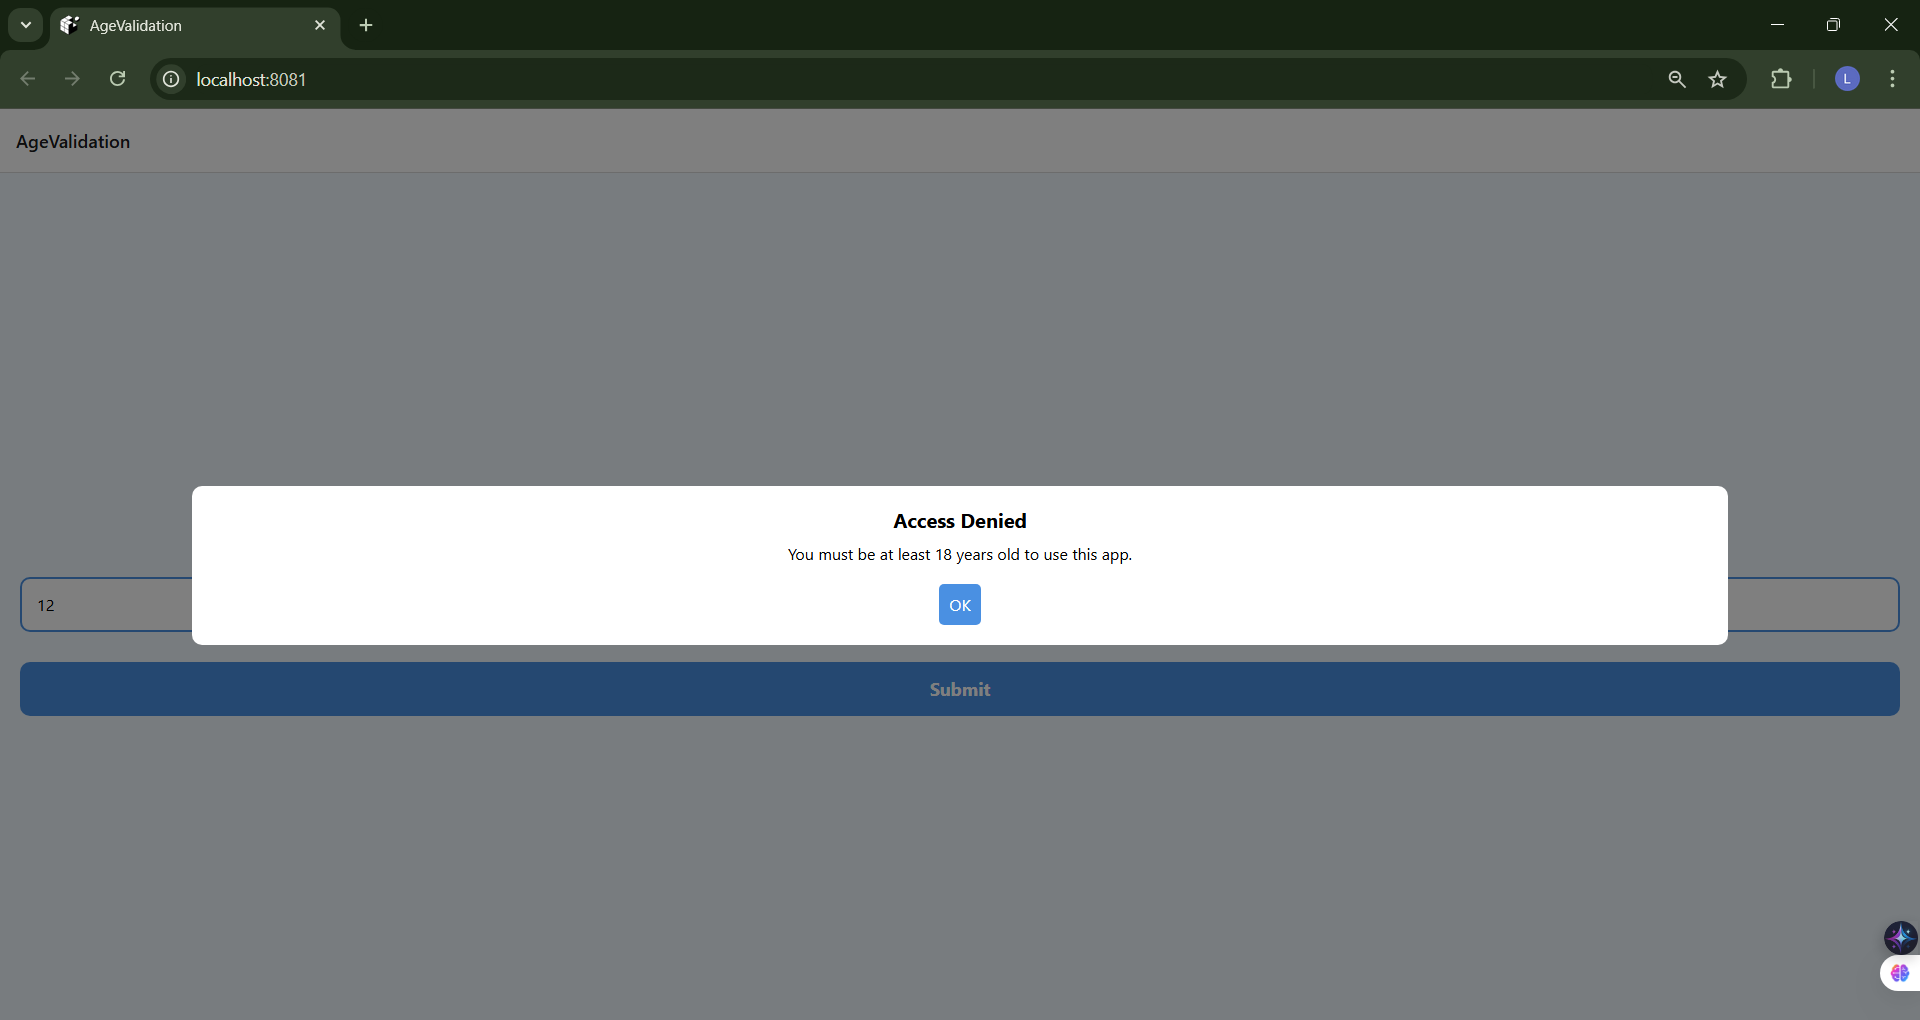 AgeValidation
localhost:8081
L
AgeValidation
Access Denied
You must be at least 18 years old to use this app.
12
OK
Submit